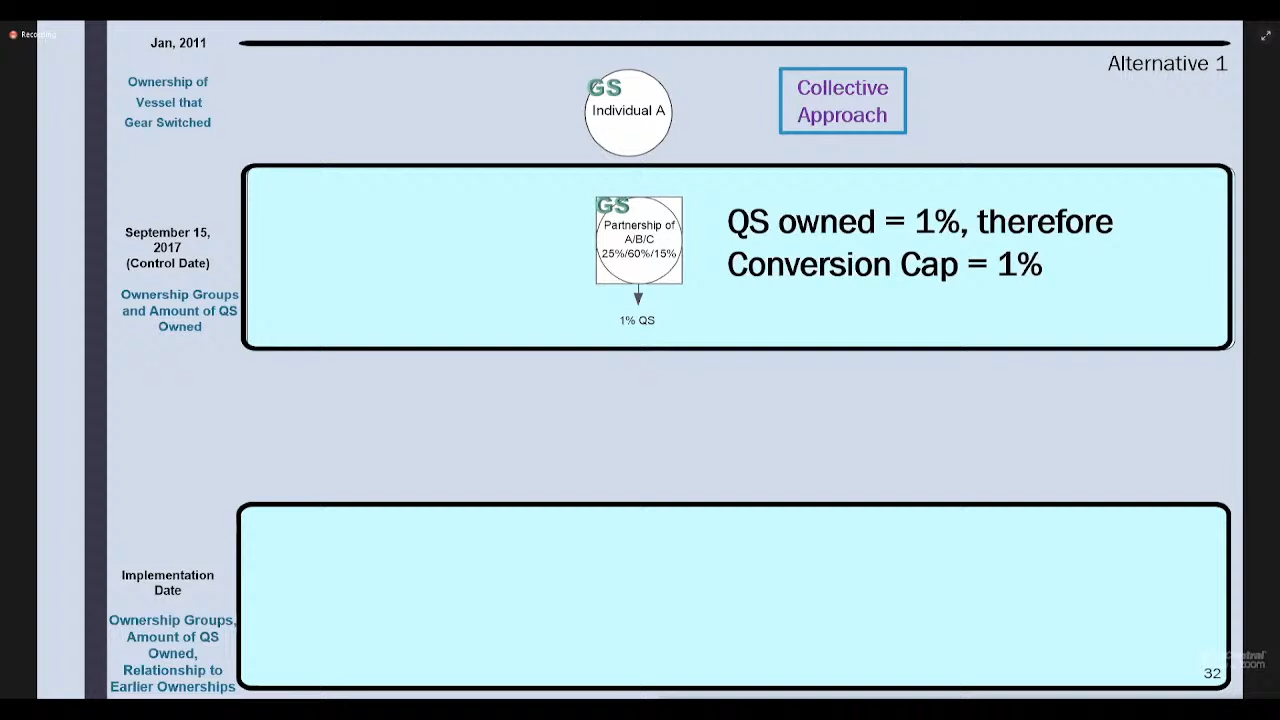 Recording
Jan, 2011
Alternative 1
Ownership of
Vessel that
Gear Switched
GS
Individual A
Collective
Approach
September 15,
2017
(Control Date)
Ownership Groups
and Amount of QS
Owned
GS
Partnership of
A/B/C
25%/60%/15%
1% QS
QS owned = 1%, therefore
Conversion Cap = 1%
Implementation
Date
Ownership Groups,
Amount of QS
Owned,
Relationship to
Earlier Ownerships
zoom
32